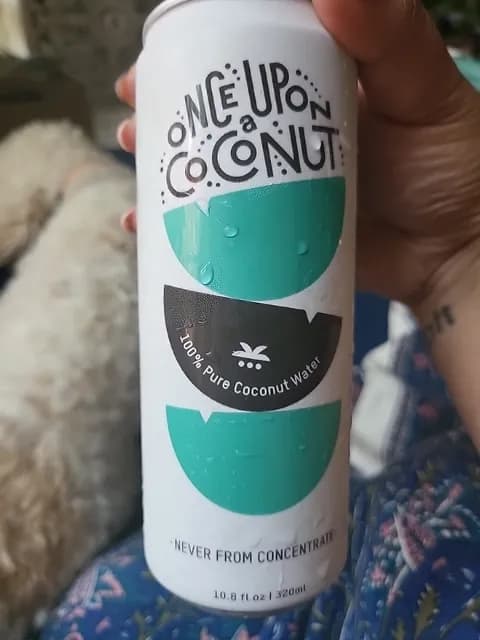 ONCE UPON
a
COCONUT
100% Pure Coconut Water
-NEVER FROM CONCENTRATE-
10.8 fl oz | 320ml